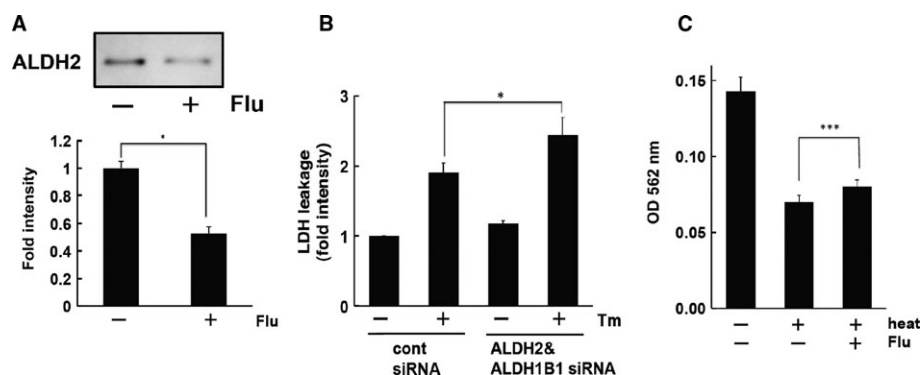 A
ALDH2
− + Flu
Fold intensity
1.2
1
0.8
0.6
0.4
0.2
0
*
− + Flu
B
LDH leakage
(fold intensity)
3
2
1
0
*
− + − + Tm
cont
siRNA
ALDH2&
ALDH1B1 siRNA
C
OD 562 nm
0.15
0.10
0.05
0.00
***
− + + heat
− − + Flu